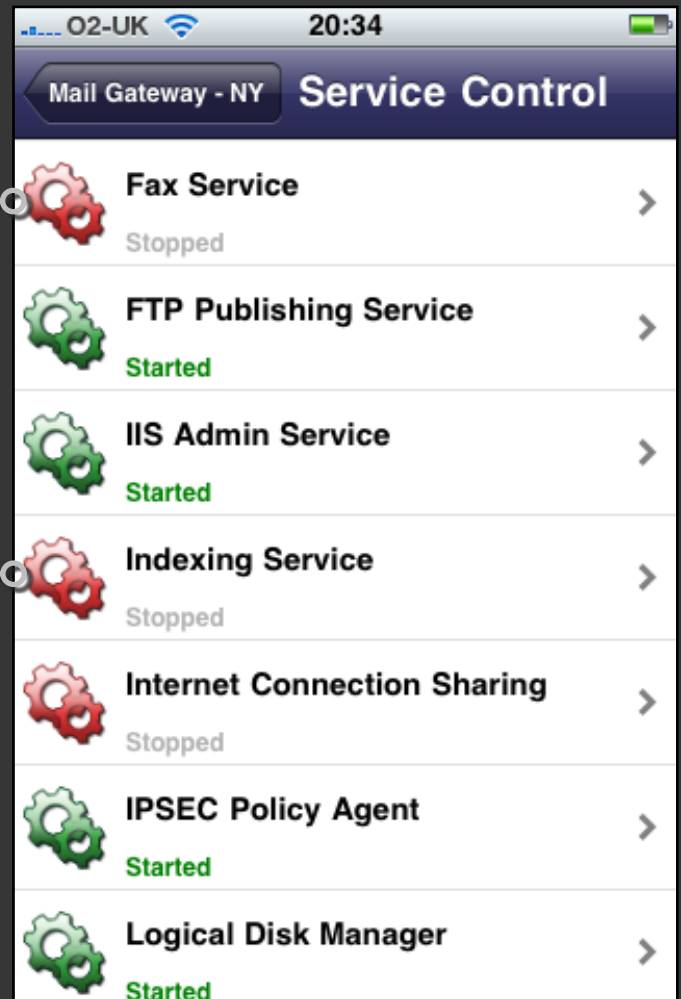 O2-UK 20:34
Mail Gateway - NY Service Control
Fax Service
Stopped
FTP Publishing Service
Started
IIS Admin Service
Started
Indexing Service
Stopped
Internet Connection Sharing
Stopped
IPSEC Policy Agent
Started
Logical Disk Manager
Started